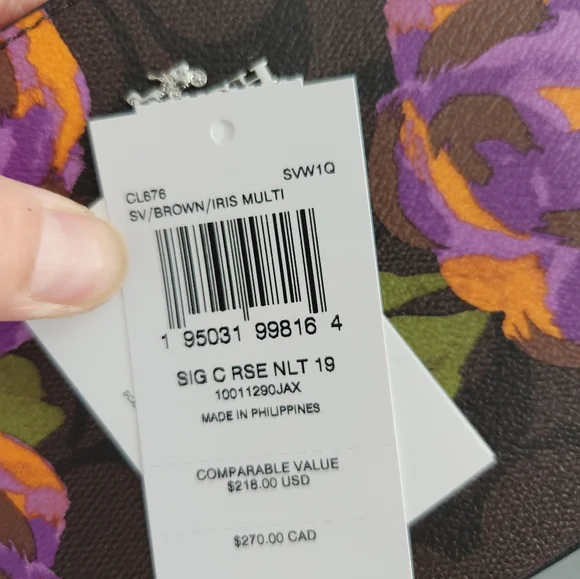 CL676 SVW1Q
SV/BROWN/IRIS MULTI
1 95031 99816 4
SIG C RSE NLT 19
10011290JAX
MADE IN PHILIPPINES
COMPARABLE VALUE
$218.00 USD
$270.00 CAD